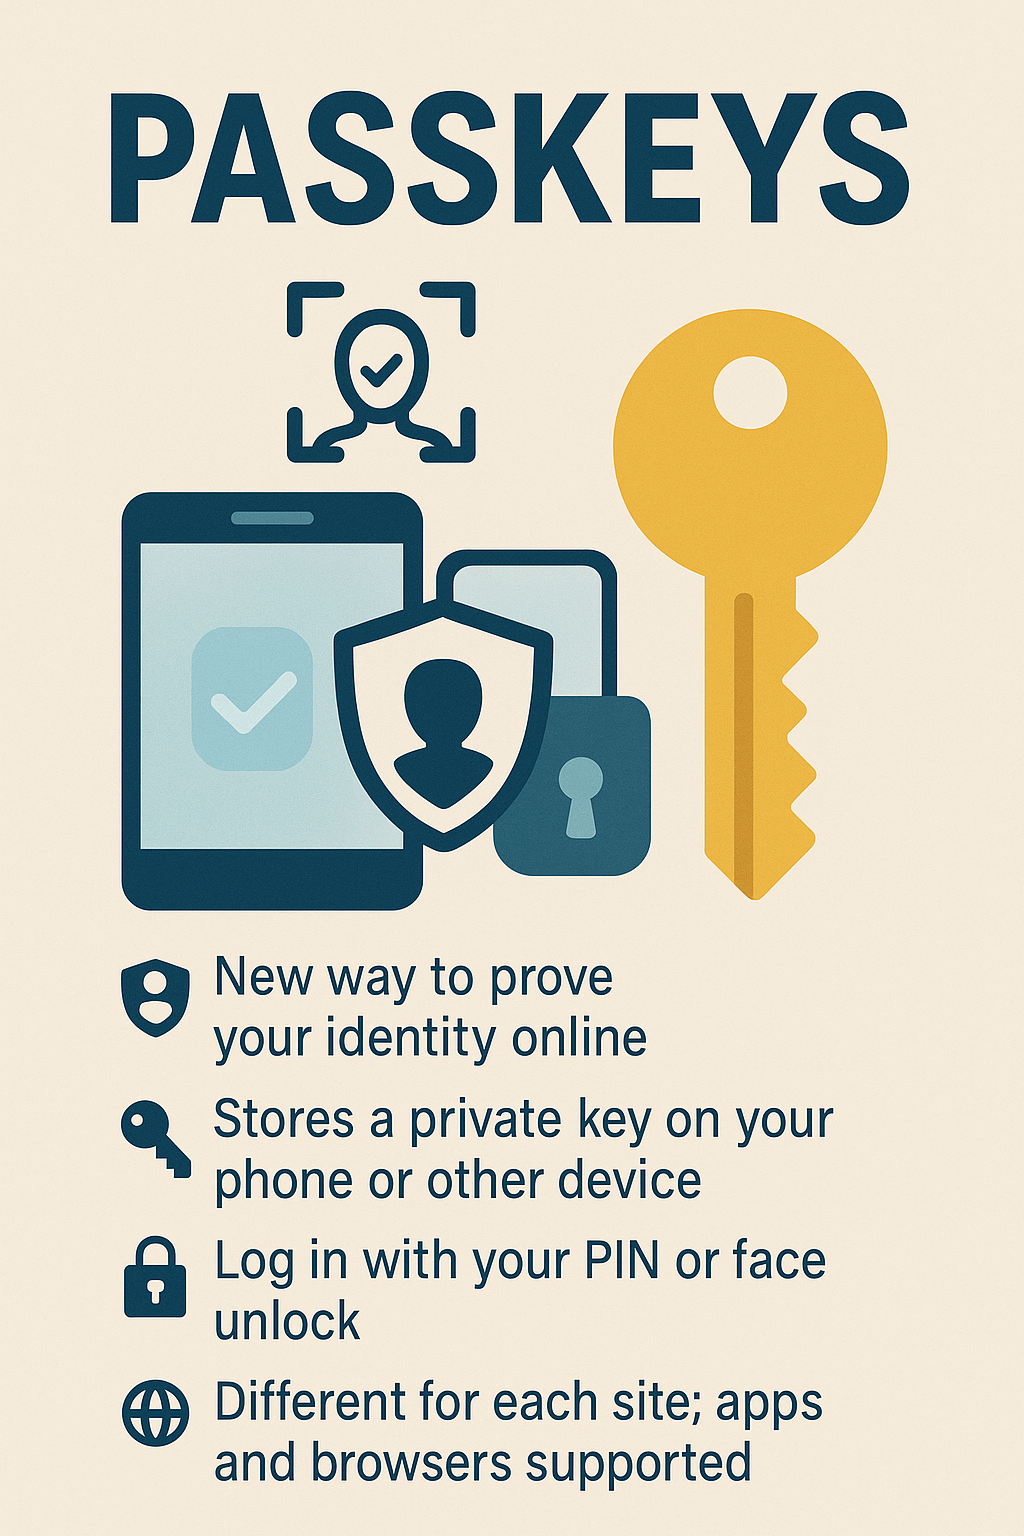 PASSKEYS
New way to prove
your identity online
Stores a private key on your
phone or other device
Log in with your PIN or face
unlock
Different for each site; apps
and browsers supported